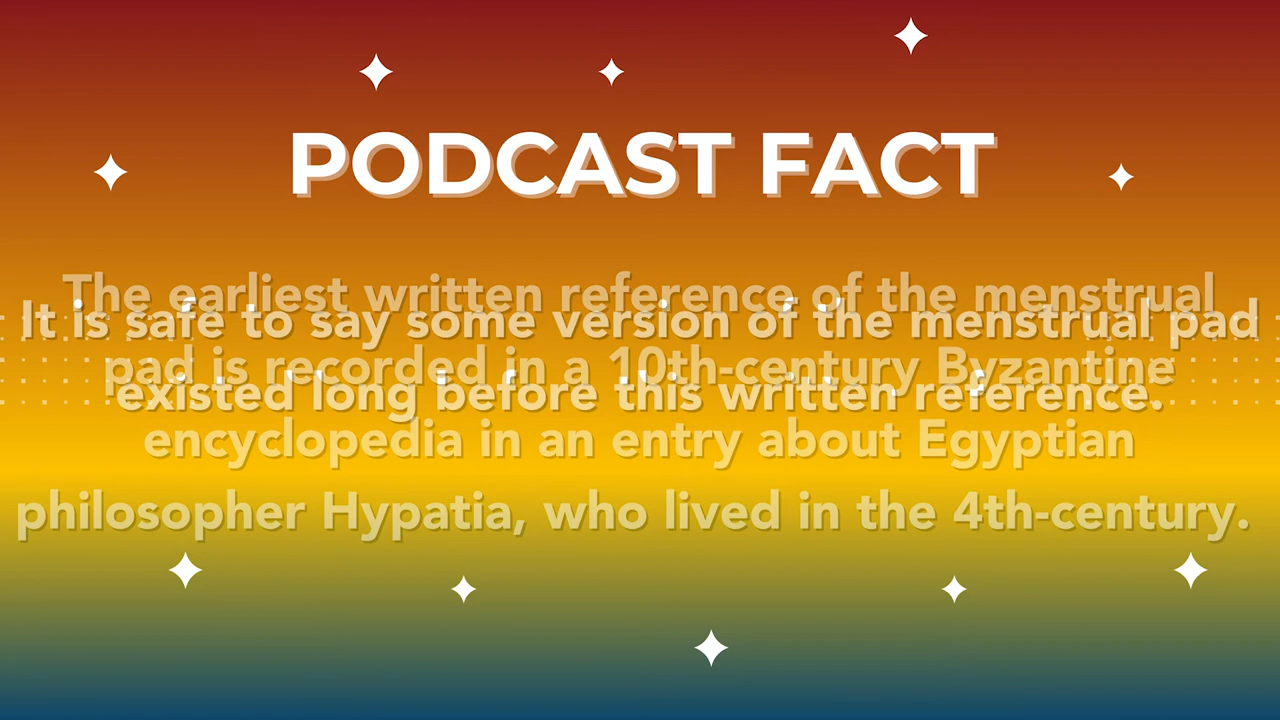 PODCAST FACT
The earliest written reference of the menstrual
pad is recorded in a 10th-century Byzantine
encyclopedia in an entry about Egyptian
philosopher Hypatia, who lived in the 4th-century.
It is safe to say some version of the menstrual pad
existed long before this written reference.